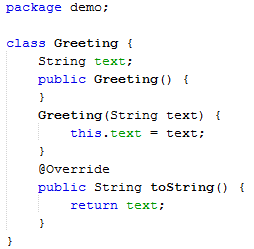 package demo;

class Greeting {
    String text;
    public Greeting() {
    }
    Greeting(String text) {
        this.text = text;
    }
    @Override
    public String toString() {
        return text;
    }
}